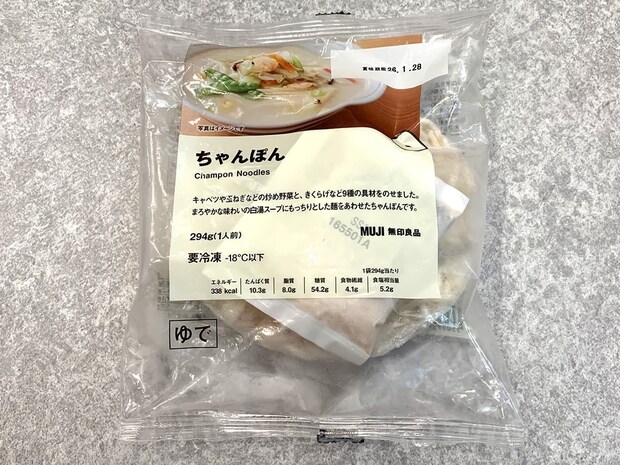 賞味期限 26.1.28
写真はイメージです
ちゃんぽん
Champon Noodles
キャベツや玉ねぎなどの炒め野菜と、きくらげなど9種の具材をのせました。
まろやかな味わいの白湯スープにもっちりとした麺をあわせたちゃんぽんです。
294g(1人前)
165501A
MUJI 無印良品
要冷凍 -18℃以下
1袋294g当たり
エネルギー たんぱく質 脂質 糖質 食物繊維 食塩相当量
338 kcal 10.3g 8.0g 54.2g 4.1g 5.2g
ゆで